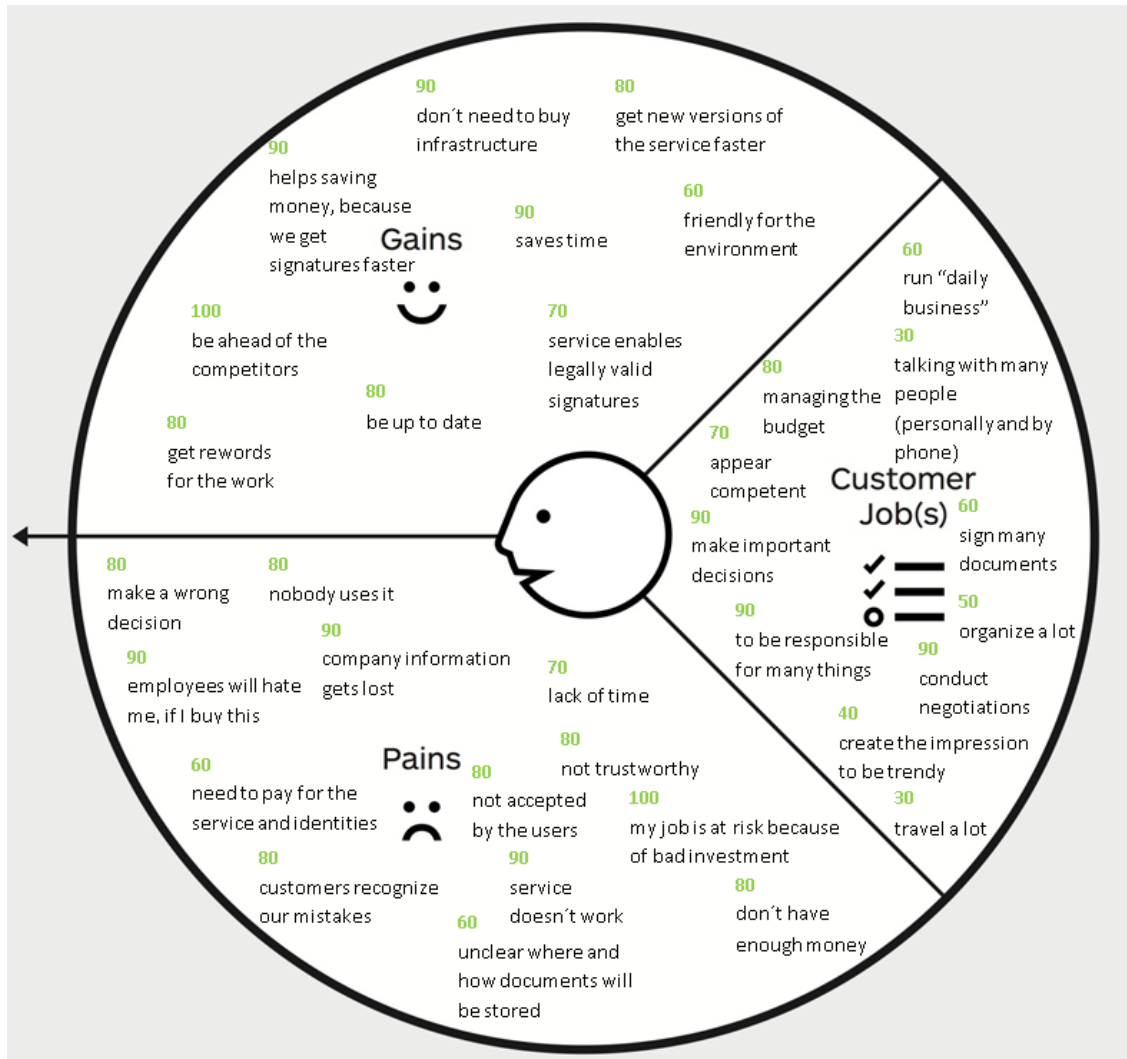 90
don´t need to buy
infrastructure
80
get new versions of
the service faster
90
helps saving
money, because
we get
signatures faster
90
saves time
60
friendly for the
environment
Gains
100
be ahead of the
competitors
70
service enables
legally valid
signatures
80
be up to date
80
get rewords
for the work
60
run “daily
business”
30
talking with many
people
(personally and by
phone)
80
managing the
budget
70
appear
competent
Customer
Job(s)
60
sign many
documents
90
make important
decisions
50
organize a lot
90
to be responsible
for many things
90
conduct
negotiations
40
create the impression
to be trendy
30
travel a lot
80
make a wrong
decision
80
nobody uses it
90
company information
gets lost
90
employees will hate
me, if I buy this
70
lack of time
Pains
80
not trustworthy
60
need to pay for the
service and identities
80
not accepted
by the users
100
my job is at risk because
of bad investment
80
customers recognize
our mistakes
90
service
doesn´t work
80
don´t have
enough money
60
unclear where and
how documents will
be stored